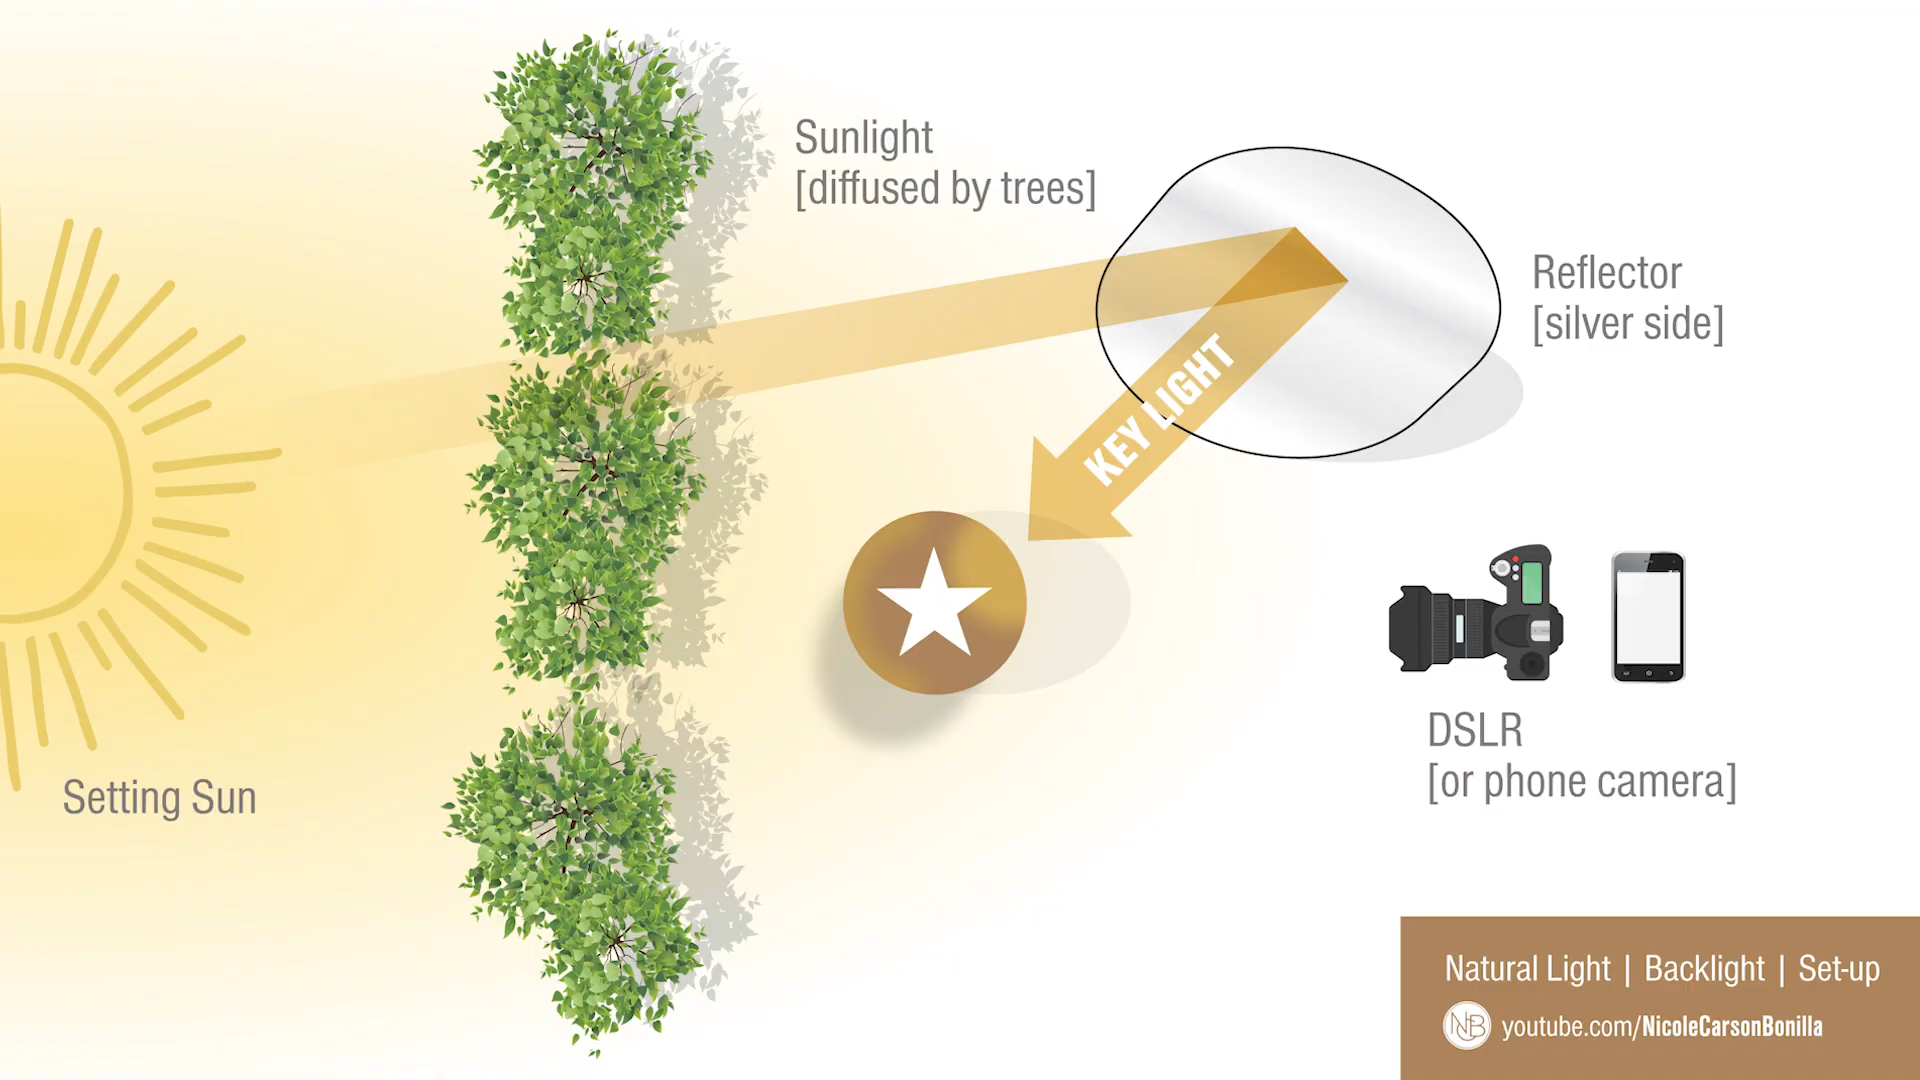 Sunlight
[diffused by trees]
Reflector
[silver side]
KEY LIGHT
Setting Sun
DSLR
[or phone camera]
Natural Light | Backlight | Set-up
NCB youtube.com/NicoleCarsonBonilla